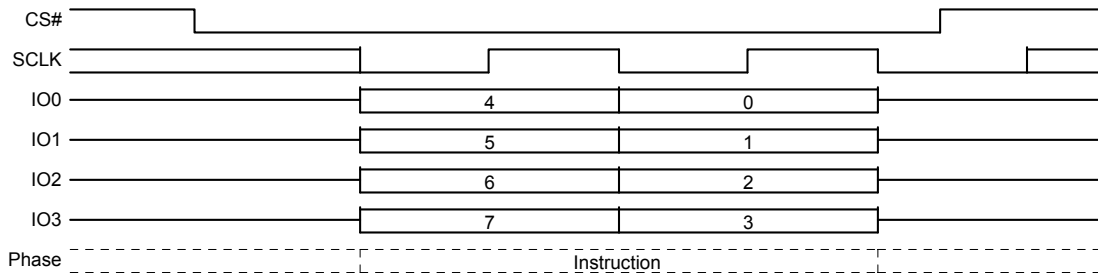 CS#
SCLK
IO0 4 0
IO1 5 1
IO2 6 2
IO3 7 3
Phase Instruction